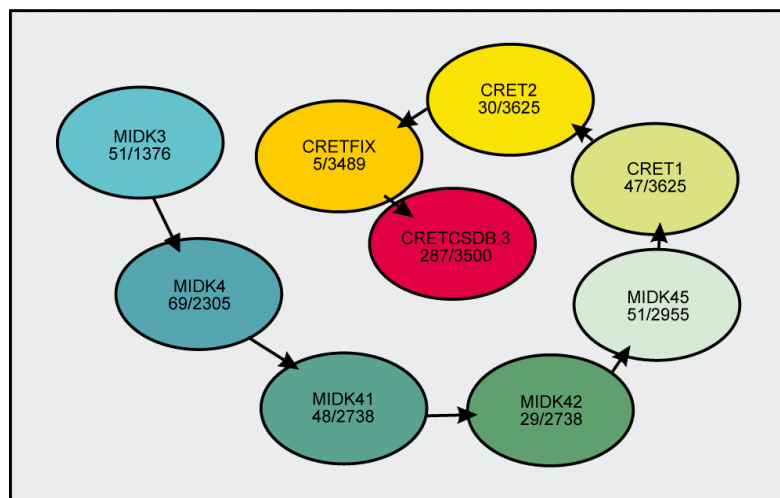 MIDK3
51/1376
MIDK4
69/2305
MIDK41
48/2738
MIDK42
29/2738
MIDK45
51/2955
CRET1
47/3625
CRET2
30/3625
CRETFIX
5/3489
CRETCSDB.3
287/3500